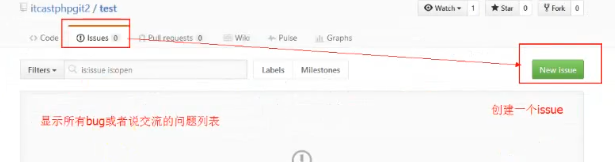 itcastphpgit2 / test
Watch 1 Star 0 Fork 0
Code Issues 0 Pull requests 0 Wiki Pulse Graphs
Filters is:issue is:open Labels Milestones New issue
显示所有bug或者说交流的问题列表
创建一个issue